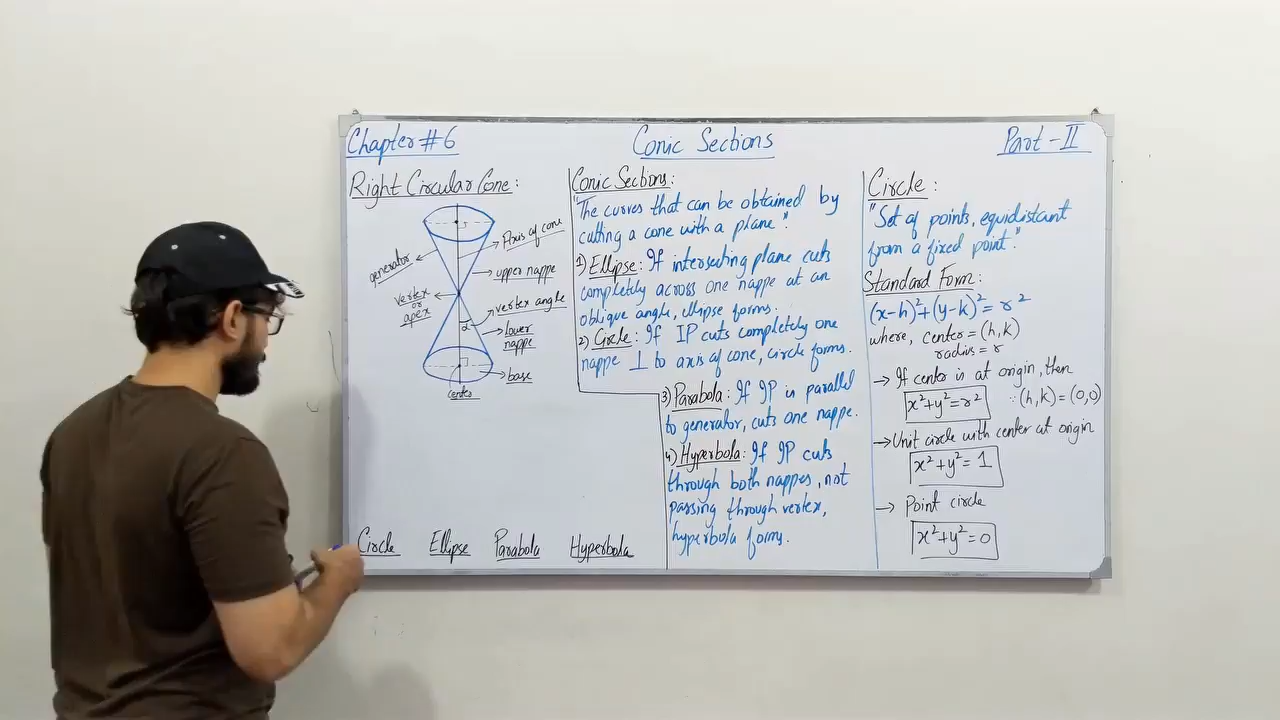 Chapter #6
Conic Sections
Part - II
Right Circular Cone:
Axis of cone
generator
upper nappe
vertex
or
apex
vertex angle
α
lower
nappe
base
center
Circle Ellipse Parabola Hyperbola
Conic Sections:
"The curves that can be obtained by
cutting a cone with a plane."
1) Ellipse: If intersecting plane cuts
completely across one nappe at an
oblique angle, ellipse forms.
2) Circle: If IP cuts completely one
nappe ⊥ to axis of cone, circle forms.
3) Parabola: If IP is parallel
to generator, cuts one nappe.
4) Hyperbola: If IP cuts
through both nappes, not
passing through vertex,
hyperbola forms.
Circle:
"Set of points, equidistant
from a fixed point."
Standard Form:
(x-h)²+(y-k)² = r²
where, center = (h,k)
radius = r
→ If center is at origin, then
x²+y²=r² ∵ (h,k) = (0,0)
→ Unit circle with center at origin
x²+y² = 1
→ Point circle
x²+y²=0